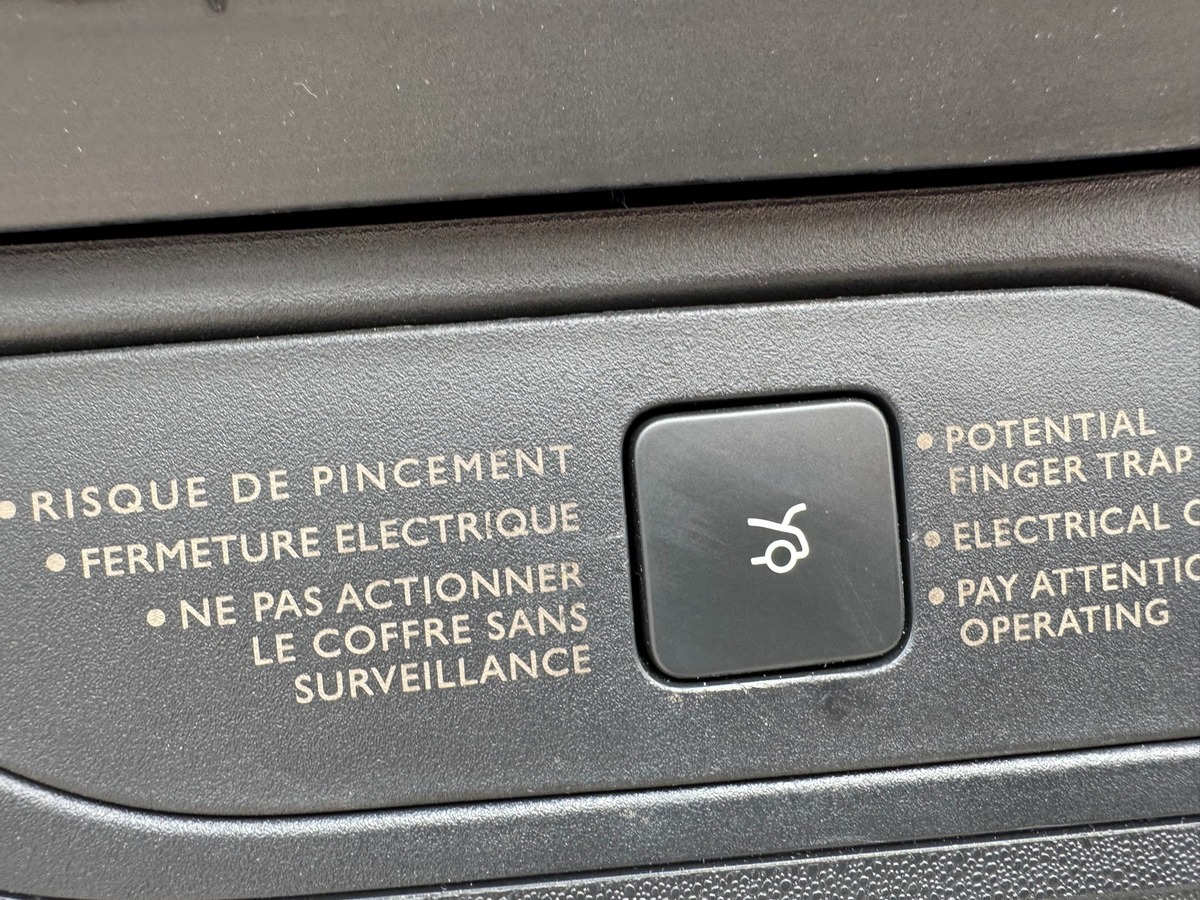 • RISQUE DE PINCEMENT
• FERMETURE ELECTRIQUE
• NE PAS ACTIONNER
LE COFFRE SANS
SURVEILLANCE
• POTENTIAL
FINGER TRAP
• ELECTRICAL
• PAY
OPERATING